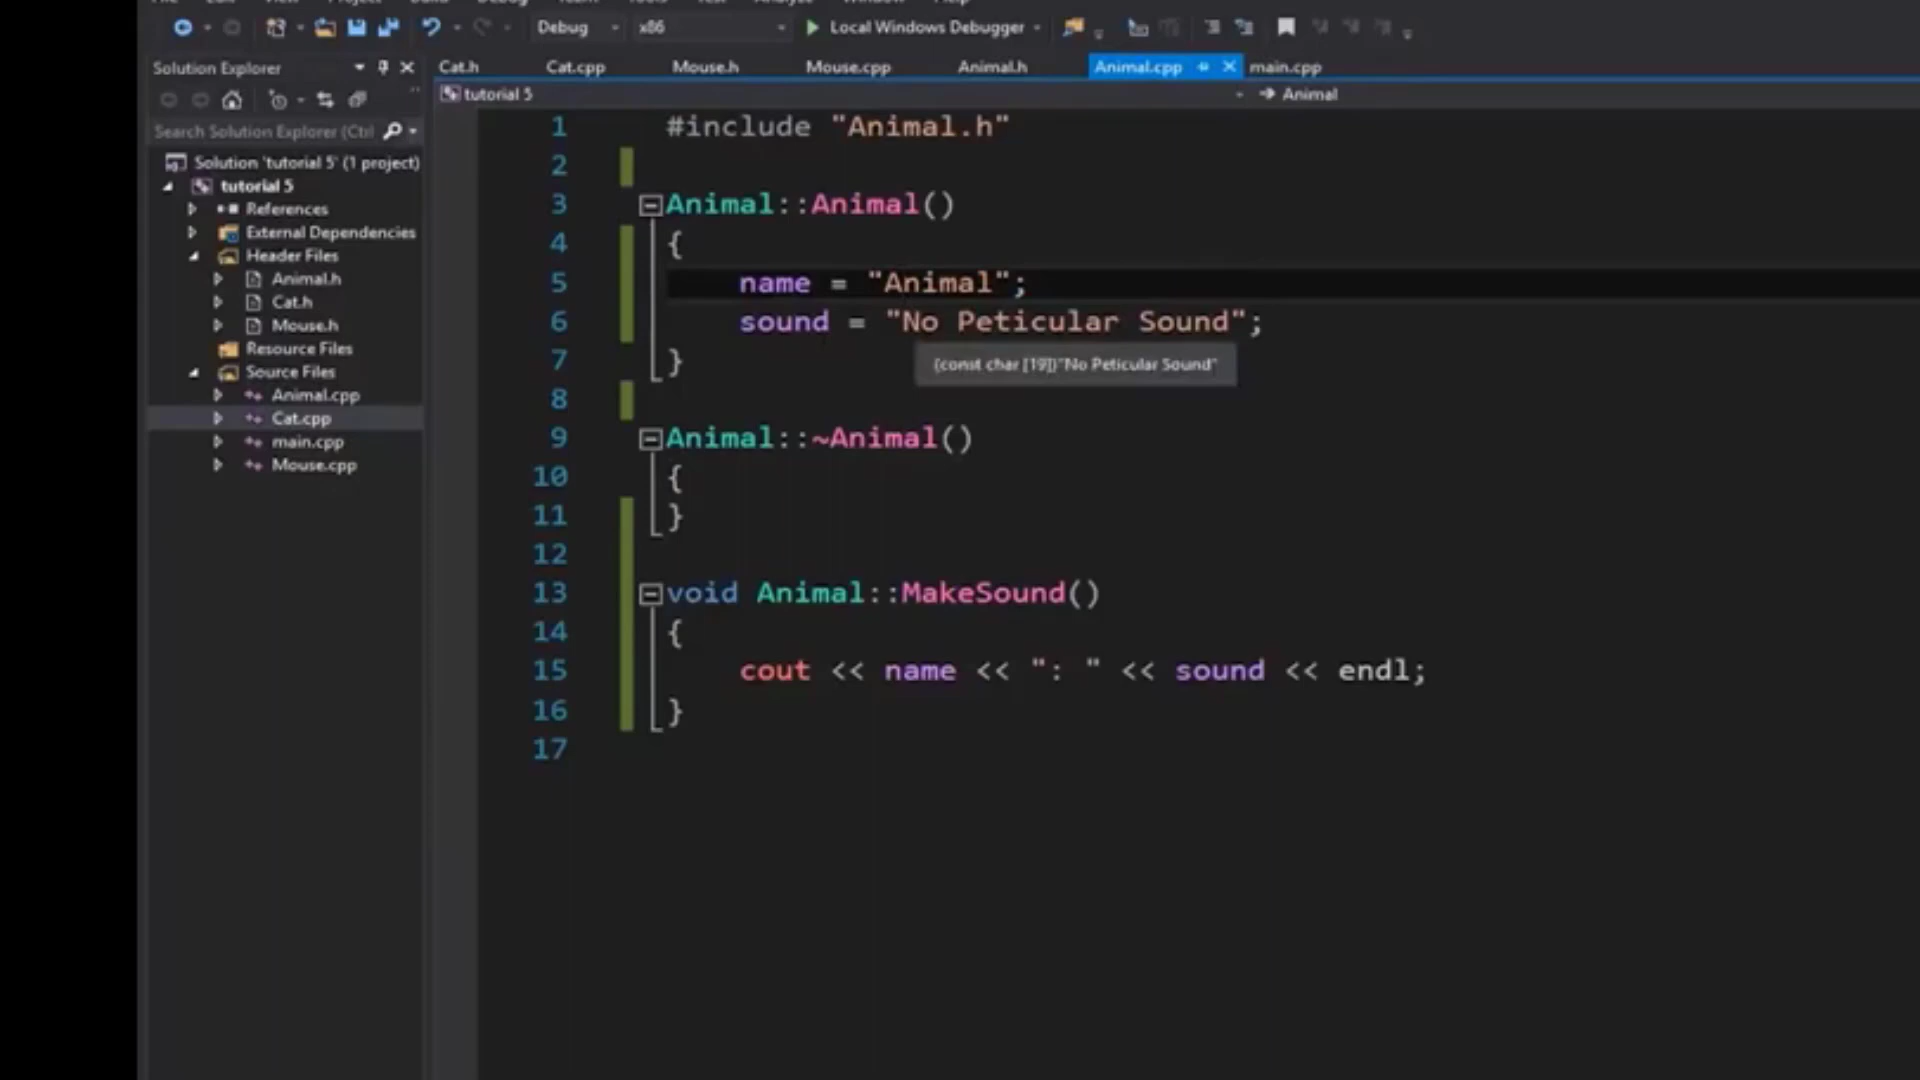 Debug x86 Local Windows Debugger
Solution Explorer
Cat.h Cat.cpp Mouse.h Mouse.cpp Animal.h Animal.cpp main.cpp
tutorial 5 Animal
Search Solution Explorer (Ctrl
Solution 'tutorial 5' (1 project)
tutorial 5
References
External Dependencies
Header Files
Animal.h
Cat.h
Mouse.h
Resource Files
Source Files
Animal.cpp
Cat.cpp
main.cpp
Mouse.cpp
1 #include "Animal.h"
2
3 Animal::Animal()
4 {
5 name = "Animal";
6 sound = "No Peticular Sound";
7 }
(const char [19])"No Peticular Sound"
8
9 Animal::~Animal()
10 {
11 }
12
13 void Animal::MakeSound()
14 {
15 cout << name << ": " << sound << endl;
16 }
17